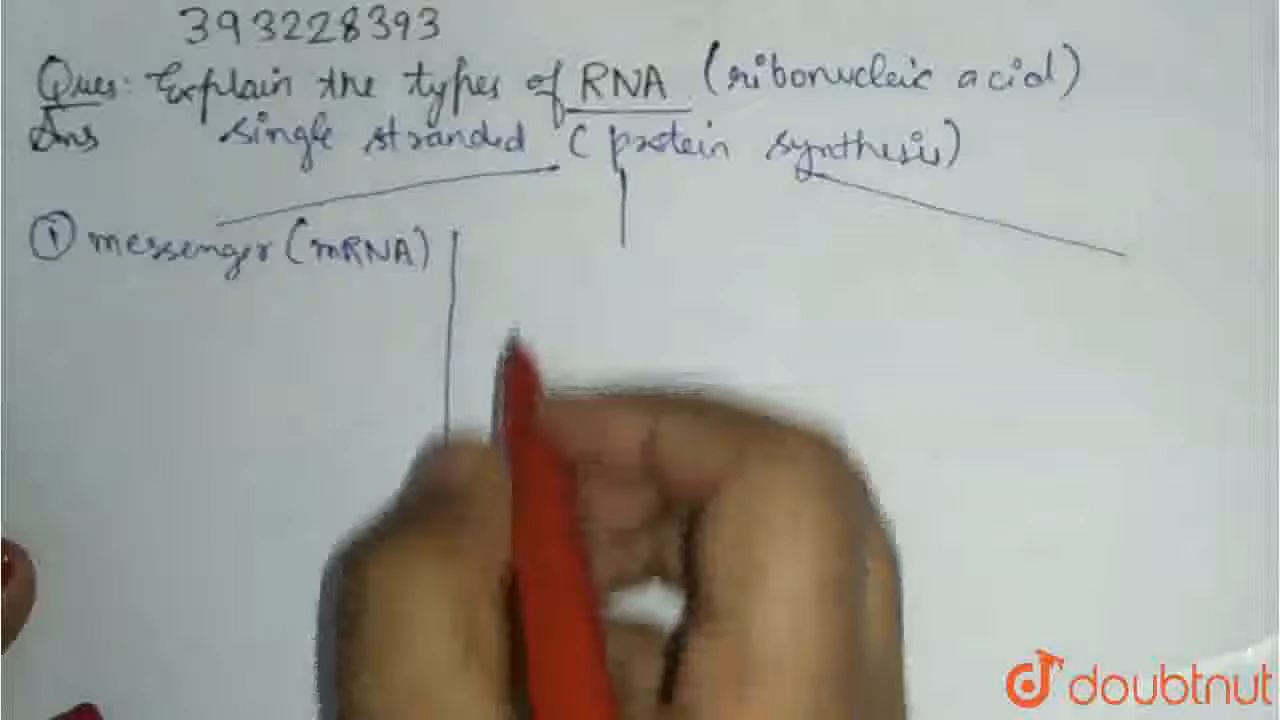 393228393
Ques: Explain the types of RNA (ribonucleic acid)
Ans single stranded (protein synthesis)
① messenger (mRNA)
doubtnut